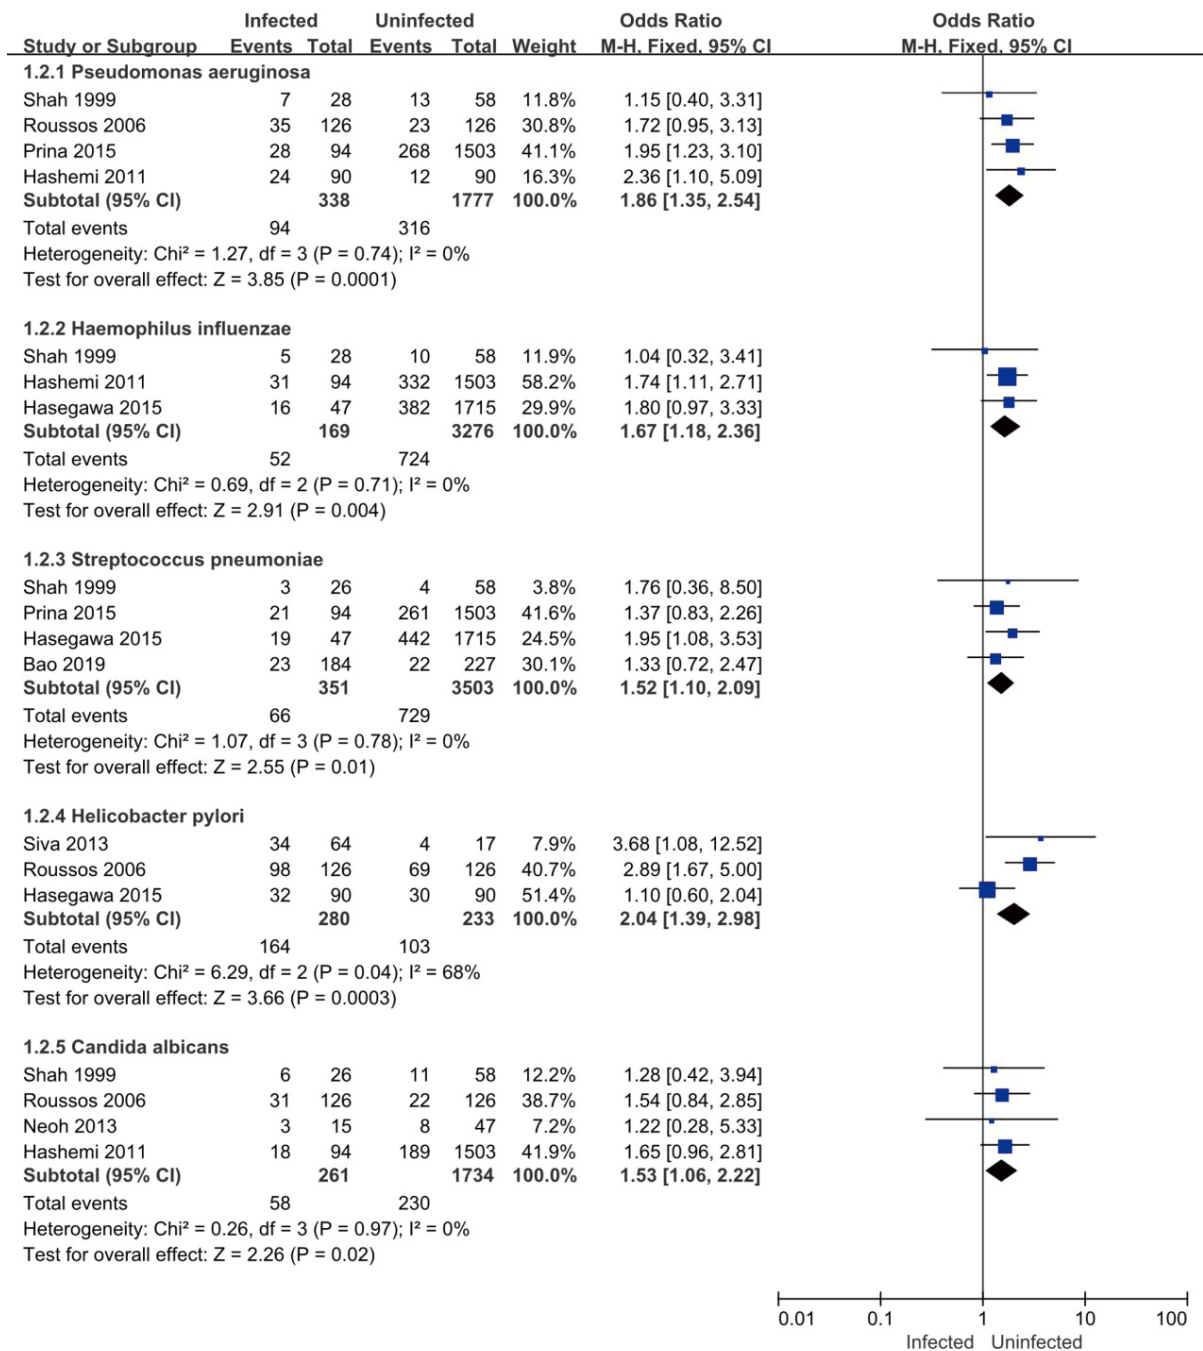 Infected Uninfected Odds Ratio Odds Ratio
Study or Subgroup Events Total Events Total Weight M-H, Fixed, 95% CI M-H, Fixed, 95% CI
1.2.1 Pseudomonas aeruginosa
Shah 1999 7 28 13 58 11.8% 1.15 [0.40, 3.31]
Roussos 2006 35 126 23 126 30.8% 1.72 [0.95, 3.13]
Prina 2015 28 94 268 1503 41.1% 1.95 [1.23, 3.10]
Hashemi 2011 24 90 12 90 16.3% 2.36 [1.10, 5.09]
Subtotal (95% CI) 338 1777 100.0% 1.86 [1.35, 2.54]
Total events 94 316
Heterogeneity: Chi² = 1.27, df = 3 (P = 0.74); I² = 0%
Test for overall effect: Z = 3.85 (P = 0.0001)
1.2.2 Haemophilus influenzae
Shah 1999 5 28 10 58 11.9% 1.04 [0.32, 3.41]
Hashemi 2011 31 94 332 1503 58.2% 1.74 [1.11, 2.71]
Hasegawa 2015 16 47 382 1715 29.9% 1.80 [0.97, 3.33]
Subtotal (95% CI) 169 3276 100.0% 1.67 [1.18, 2.36]
Total events 52 724
Heterogeneity: Chi² = 0.69, df = 2 (P = 0.71); I² = 0%
Test for overall effect: Z = 2.91 (P = 0.004)
1.2.3 Streptococcus pneumoniae
Shah 1999 3 26 4 58 3.8% 1.76 [0.36, 8.50]
Prina 2015 21 94 261 1503 41.6% 1.37 [0.83, 2.26]
Hasegawa 2015 19 47 442 1715 24.5% 1.95 [1.08, 3.53]
Bao 2019 23 184 22 227 30.1% 1.33 [0.72, 2.47]
Subtotal (95% CI) 351 3503 100.0% 1.52 [1.10, 2.09]
Total events 66 729
Heterogeneity: Chi² = 1.07, df = 3 (P = 0.78); I² = 0%
Test for overall effect: Z = 2.55 (P = 0.01)
1.2.4 Helicobacter pylori
Siva 2013 34 64 4 17 7.9% 3.68 [1.08, 12.52]
Roussos 2006 98 126 69 126 40.7% 2.89 [1.67, 5.00]
Hasegawa 2015 32 90 30 90 51.4% 1.10 [0.60, 2.04]
Subtotal (95% CI) 280 233 100.0% 2.04 [1.39, 2.98]
Total events 164 103
Heterogeneity: Chi² = 6.29, df = 2 (P = 0.04); I² = 68%
Test for overall effect: Z = 3.66 (P = 0.0003)
1.2.5 Candida albicans
Shah 1999 6 26 11 58 12.2% 1.28 [0.42, 3.94]
Roussos 2006 31 126 22 126 38.7% 1.54 [0.84, 2.85]
Neoh 2013 3 15 8 47 7.2% 1.22 [0.28, 5.33]
Hashemi 2011 18 94 189 1503 41.9% 1.65 [0.96, 2.81]
Subtotal (95% CI) 261 1734 100.0% 1.53 [1.06, 2.22]
Total events 58 230
Heterogeneity: Chi² = 0.26, df = 3 (P = 0.97); I² = 0%
Test for overall effect: Z = 2.26 (P = 0.02)
0.01 0.1 1 10 100
Infected Uninfected